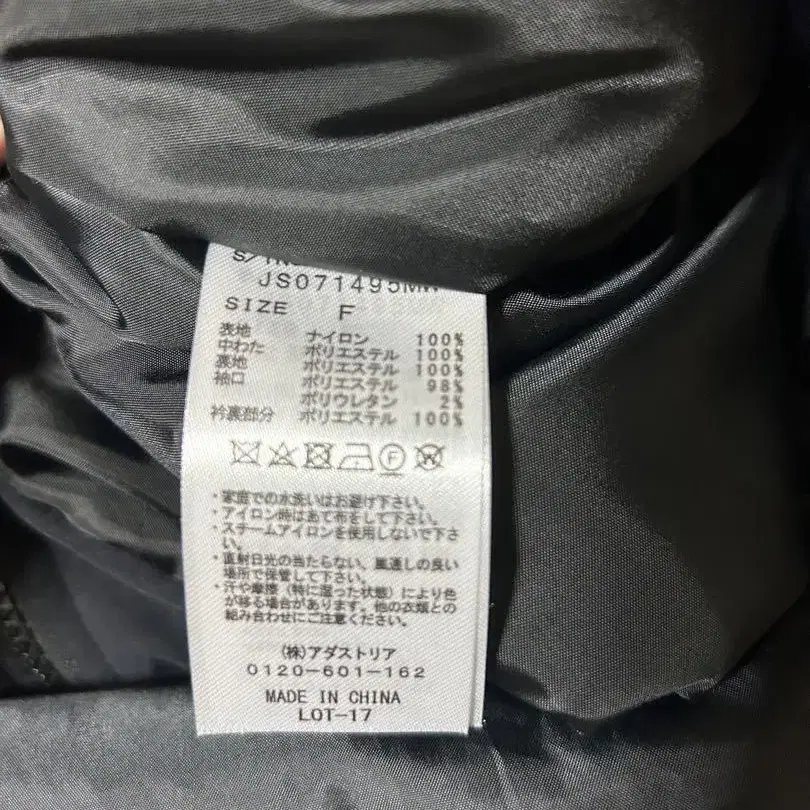 JS071495MW
SIZE F
表地 ナイロン 100%
中わた ポリエステル 100%
裏地 ポリエステル 100%
袖口 ポリエステル 98%
ポリウレタン 2%
衿裏部分 ポリエステル 100%
F
W
・家庭での水洗いはお避け下さい。
・アイロン時はあて布をして下さい。
・スチームアイロンを使用しないで下さ
い。
・直射日光の当たらない、風通しの良い
場所で保管して下さい。
・汗や摩擦（特に湿った状態）により色
が移る場合があります。他の衣類との
組み合わせにご注意ください。
(株)アダストリア
0120-601-162
MADE IN CHINA
LOT-17